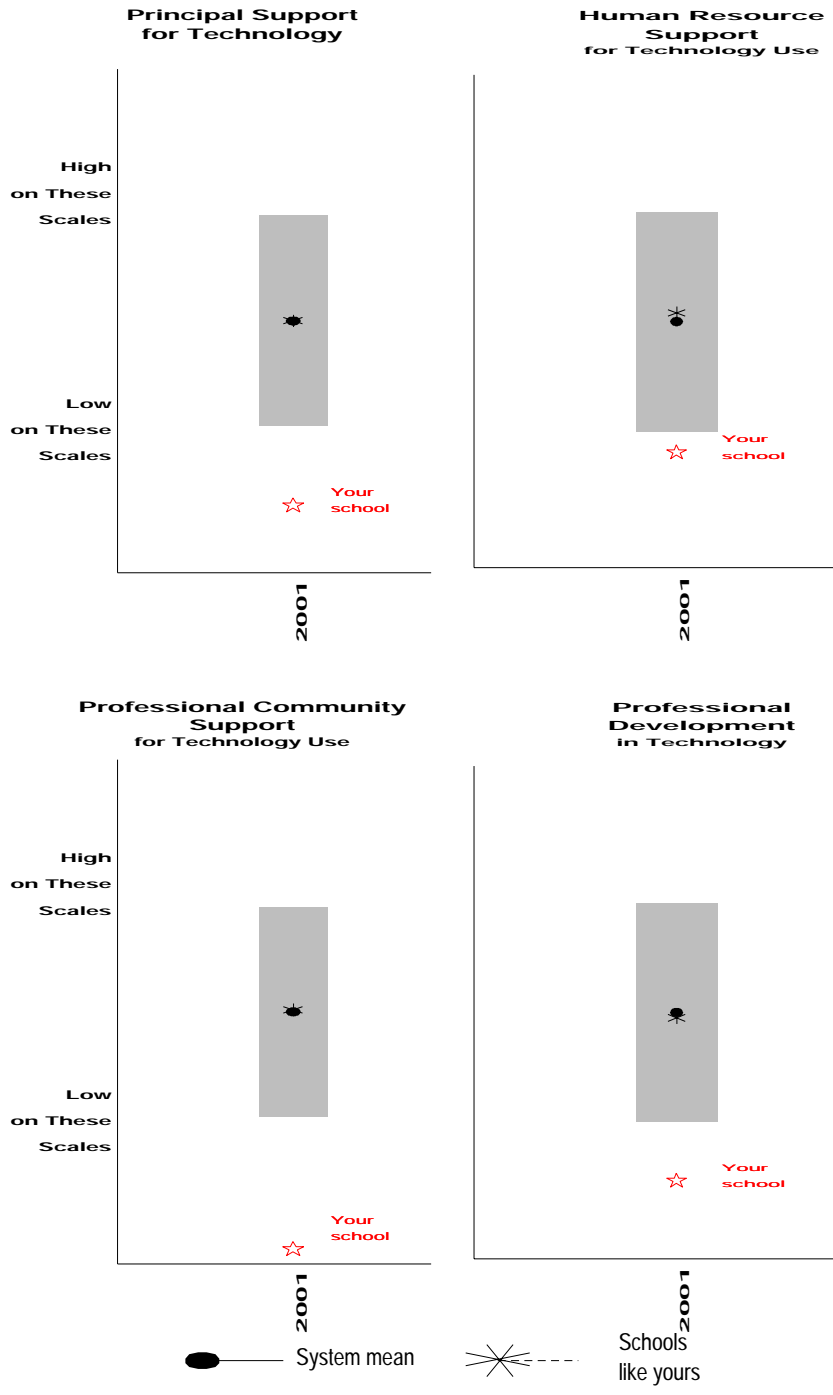 Principal Support
for Technology
High
on These
Scales
Low
on These
Scales
Your
school
2001
Human Resource
Support
for Technology Use
Your
school
2001
Professional Community
Support
for Technology Use
High
on These
Scales
Low
on These
Scales
Your
school
2001
Professional
Development
in Technology
Your
school
2001
System mean
Schools
like yours